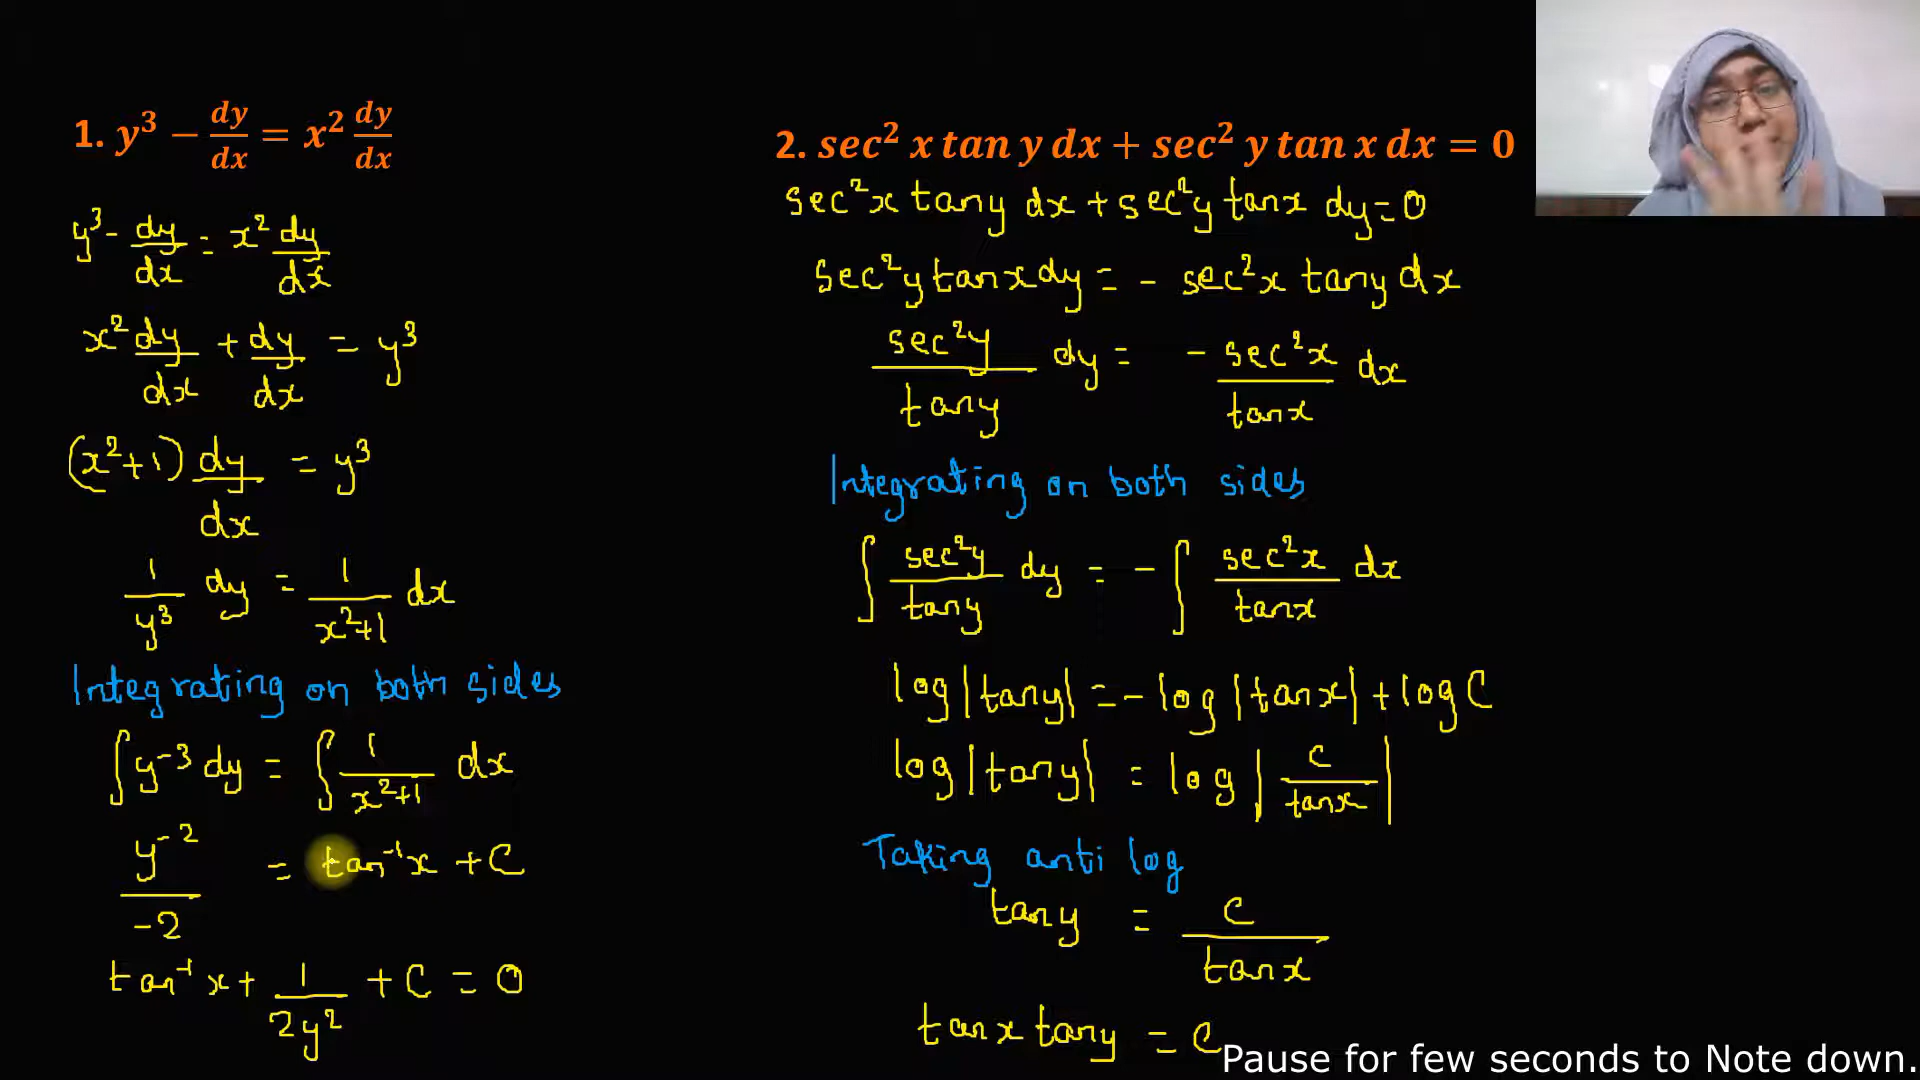 1. y³ − dy/dx = x² dy/dx
y³ - dy/dx = x² dy/dx
x² dy/dx + dy/dx = y³
(x²+1) dy/dx = y³
1/y³ dy = 1/x²+1 dx
Integrating on both sides
∫ y⁻³ dy = ∫ 1/x²+1 dx
y⁻²/-2 = tan⁻¹x + C
tan⁻¹x + 1/2y² + C = 0
2. sec² x tan y dx + sec² y tan x dx = 0
sec²x tany dx + sec²y tanx dy = 0
sec²y tanx dy = - sec²x tany dx
sec²y/tany dy = - sec²x/tanx dx
Integrating on both sides
∫ sec²y/tany dy = - ∫ sec²x/tanx dx
log|tany| = - log|tanx| + log C
log|tany| = log|c/tanx|
Taking anti log
tany = c/tanx
tanx tany = c
Pause for few seconds to Note down.